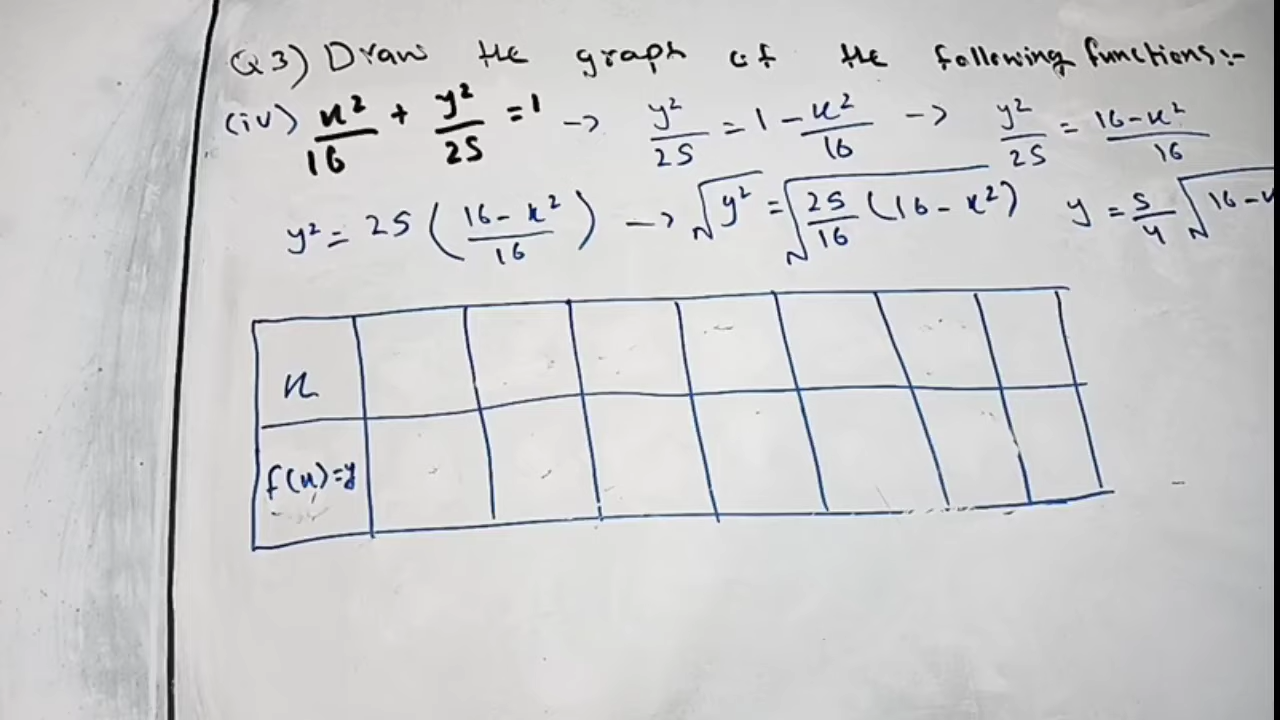 Q3) Draw the graph of the following functions:-
(iv) x²/16 + y²/25 = 1 → y²/25 = 1 - x²/16 → y²/25 = 16-x²/16
y² = 25 (16-x²/16) → √y² = √25/16 (16-x²) y = 5/4 √16-
x
f(x)=y